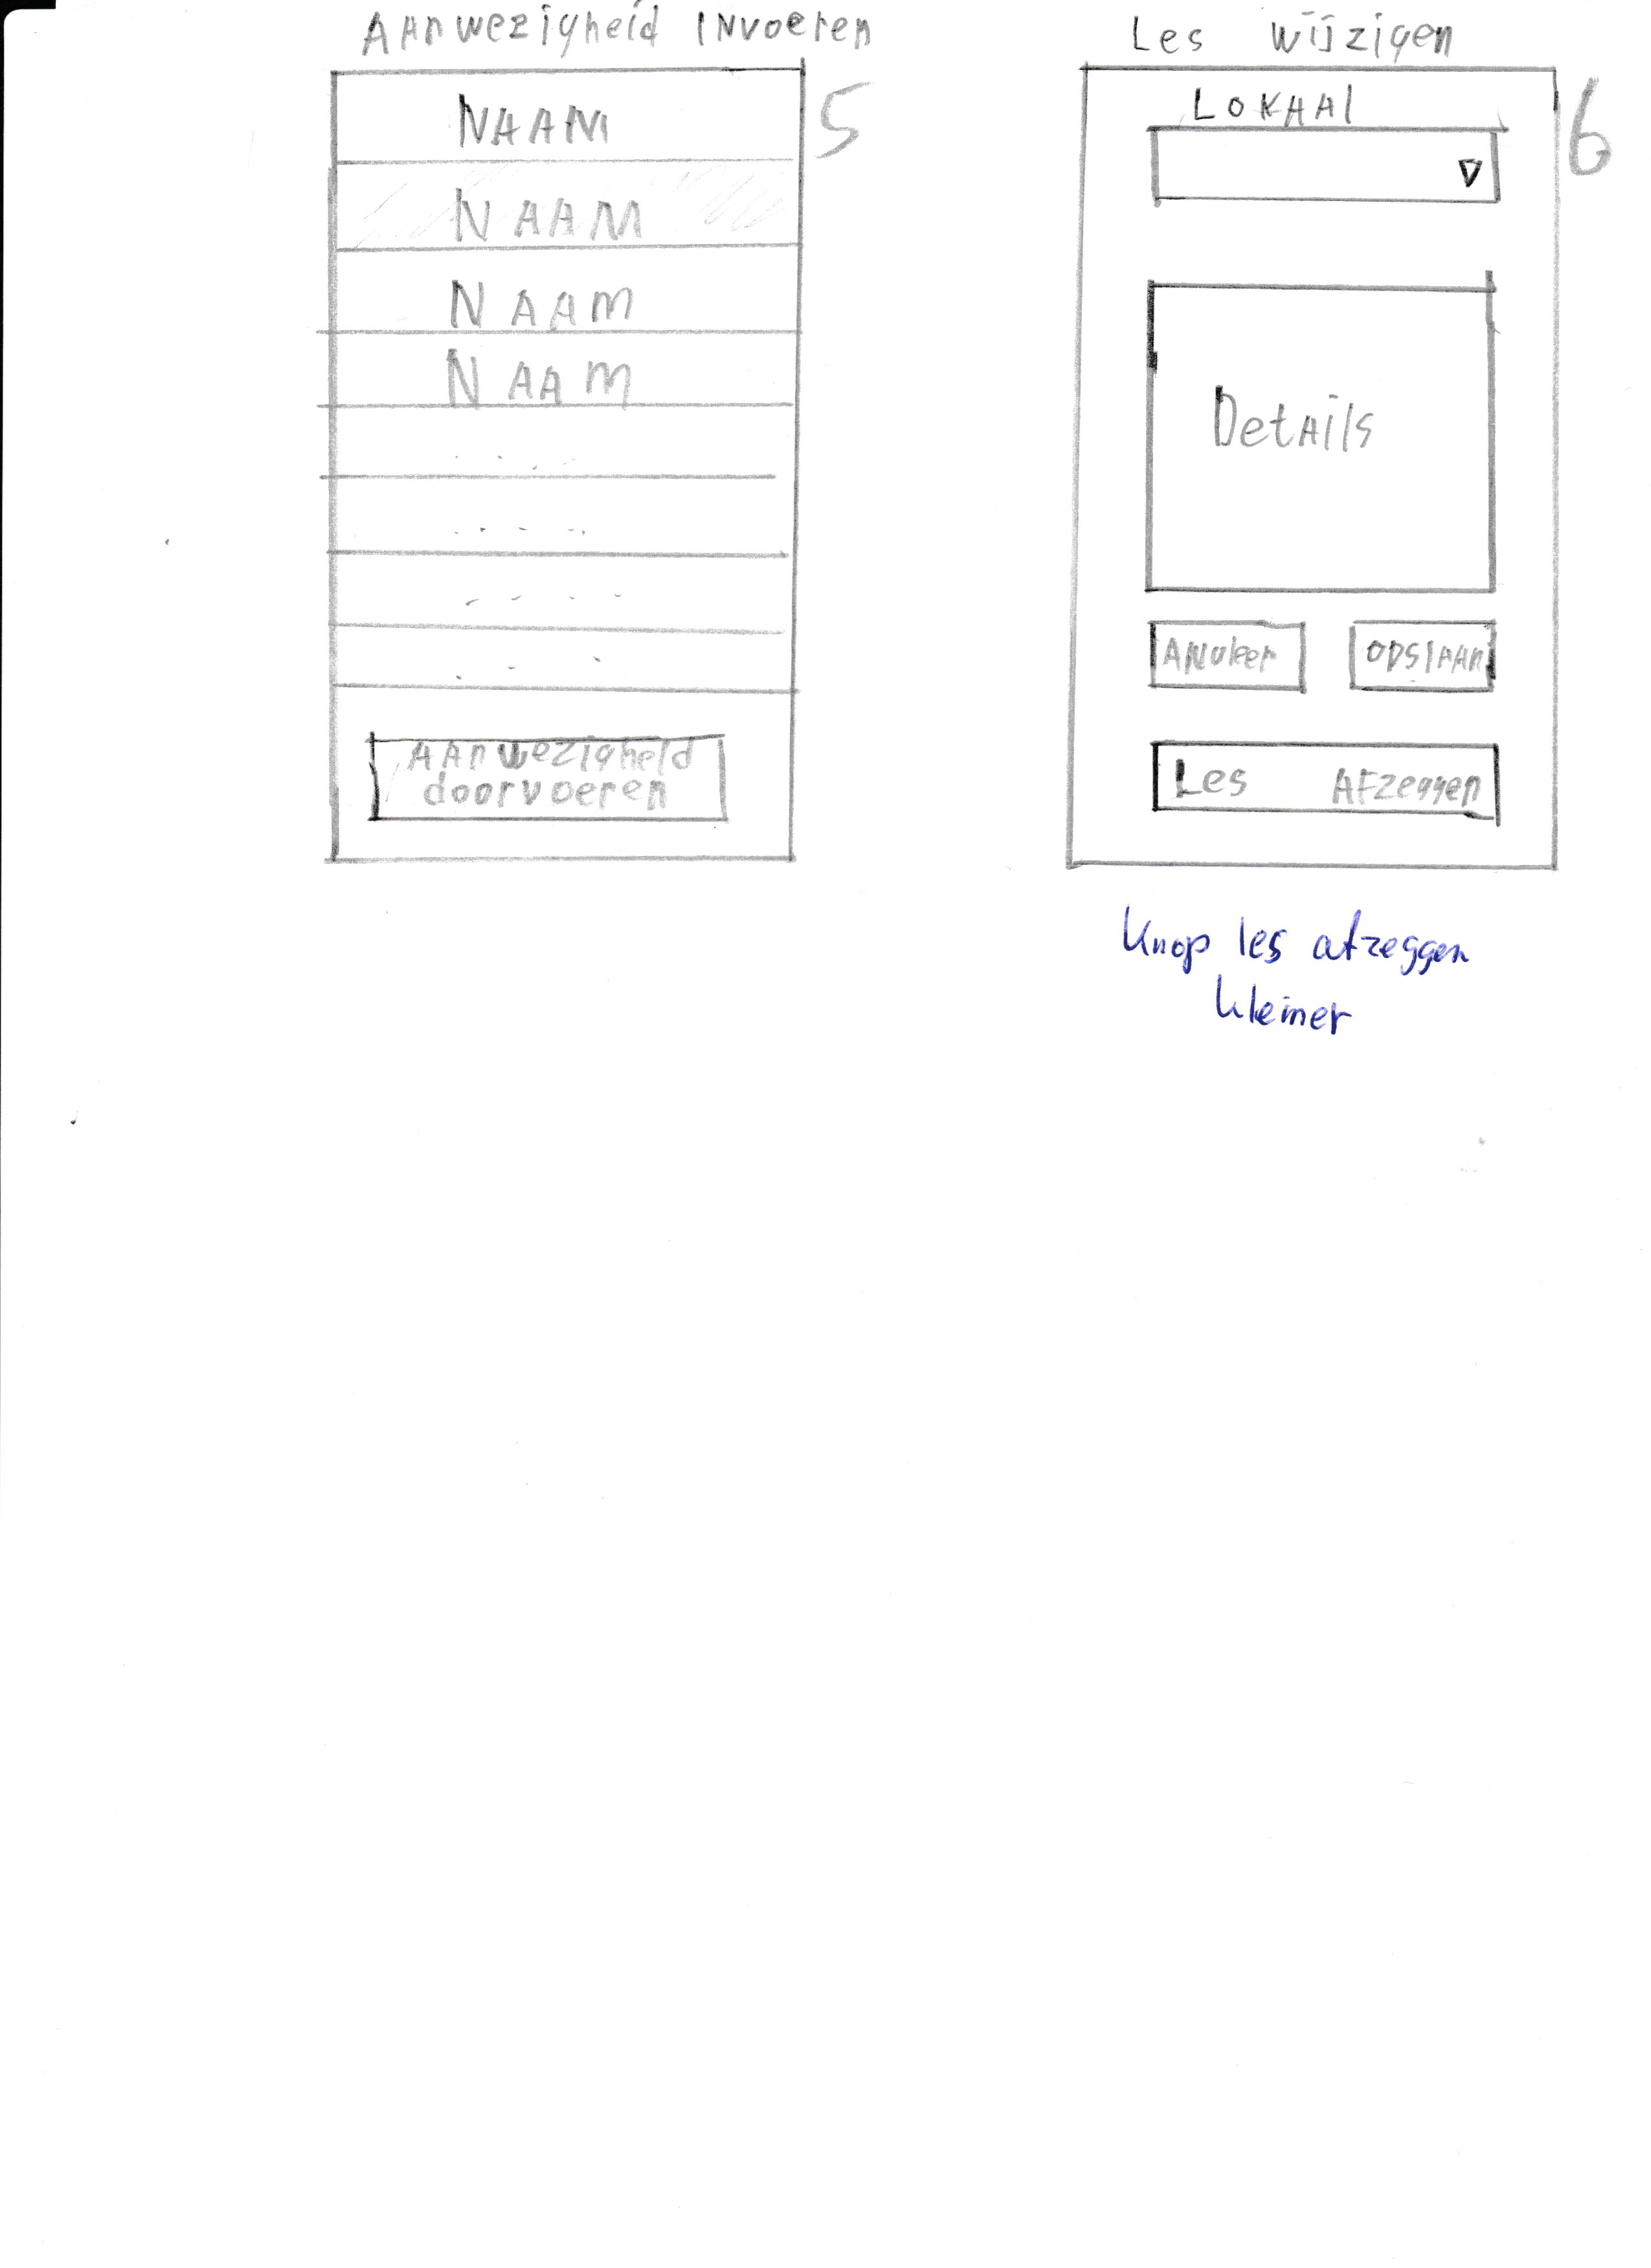 Aanwezigheid invoeren
5
NAAM
NAAM
NAAM
NAAM
Aanwezigheid
doorvoeren
Les wijzigen
6
Lokaal
Details
Anuleer
opslaan
Les Afzeggen
Knop les afzeggen
kleiner